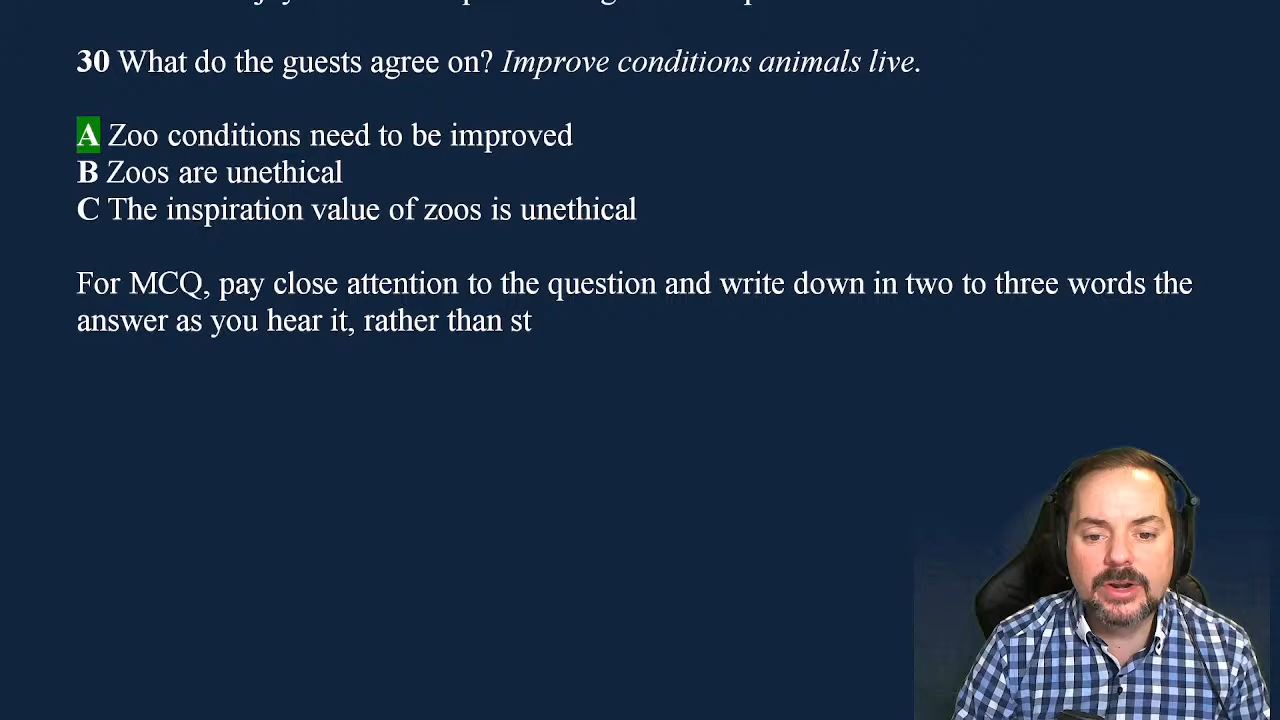 30 What do the guests agree on? Improve conditions animals live.
A Zoo conditions need to be improved
B Zoos are unethical
C The inspiration value of zoos is unethical
For MCQ, pay close attention to the question and write down in two to three words the
answer as you hear it, rather than st